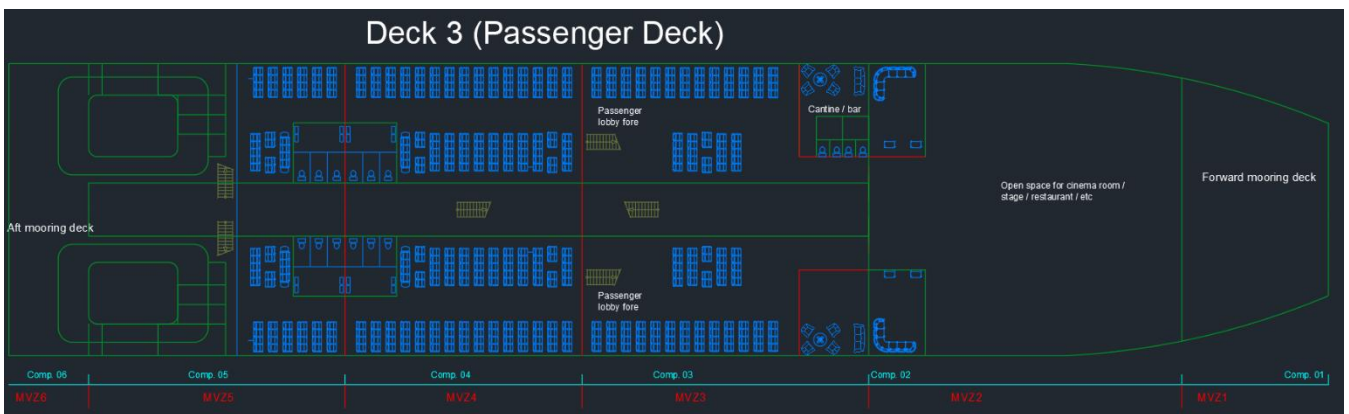 Deck 3 (Passenger Deck)
Passenger
lobby fore
Cantine / bar
Open space for cinema room /
stage / restaurant / etc
Forward mooring deck
Aft mooring deck
Passenger
lobby fore
Comp. 06
Comp. 05
Comp. 04
Comp. 03
Comp. 02
Comp. 01
MVZ6
MVZ5
MVZ4
MVZ3
MVZ2
MVZ1